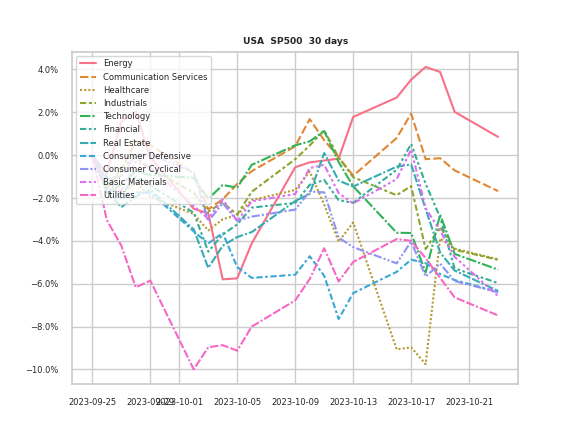 USA SP500 30 days
4.0%
2.0%
0.0%
−2.0%
−4.0%
−6.0%
−8.0%
−10.0%
Energy
Communication Services
Healthcare
Industrials
Technology
Financial
Real Estate
Consumer Defensive
Consumer Cyclical
Basic Materials
Utilities
2023-09-25 2023-09-29 2023-10-01 2023-10-05 2023-10-09 2023-10-13 2023-10-17 2023-10-21